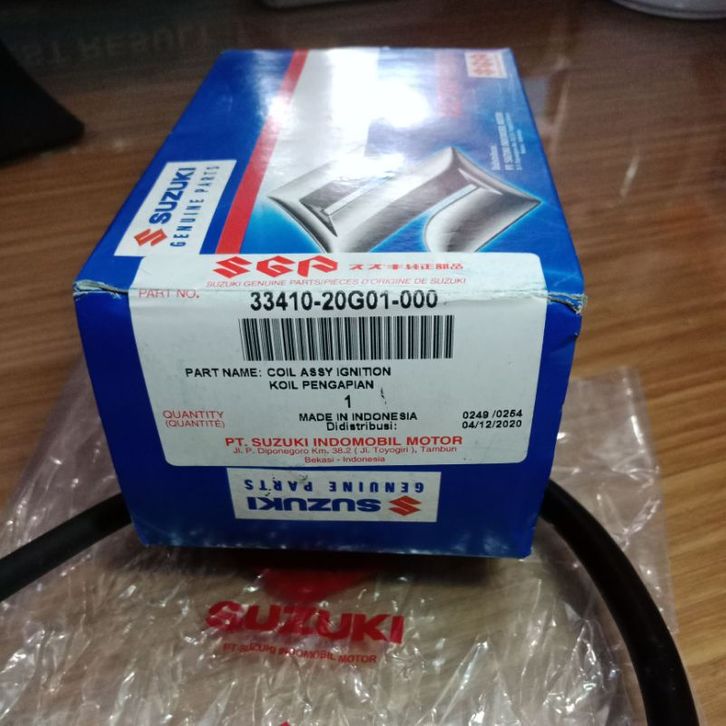 SUZUKI
GENUINE PARTS
SGP スズキ純正部品
SUZUKI GENUINE PARTS/PIECES D'ORIGINE DE SUZUKI
PART NO. 33410-20G01-000
PART NAME: COIL ASSY IGNITION
KOIL PENGAPIAN
1
QUANTITY
(QUANTITÉ)
MADE IN INDONESIA 0249 /0254
Didistribusi: 04/12/2020
PT. SUZUKI INDOMOBIL MOTOR
Jl. P. Diponegoro Km. 38.2 ( Jl. Toyogiri ), Tambun
Bekasi - Indonesia
SUZUKI
GENUINE PARTS
SUZUKI
PT SUZUKI INDOMOBIL MOTOR